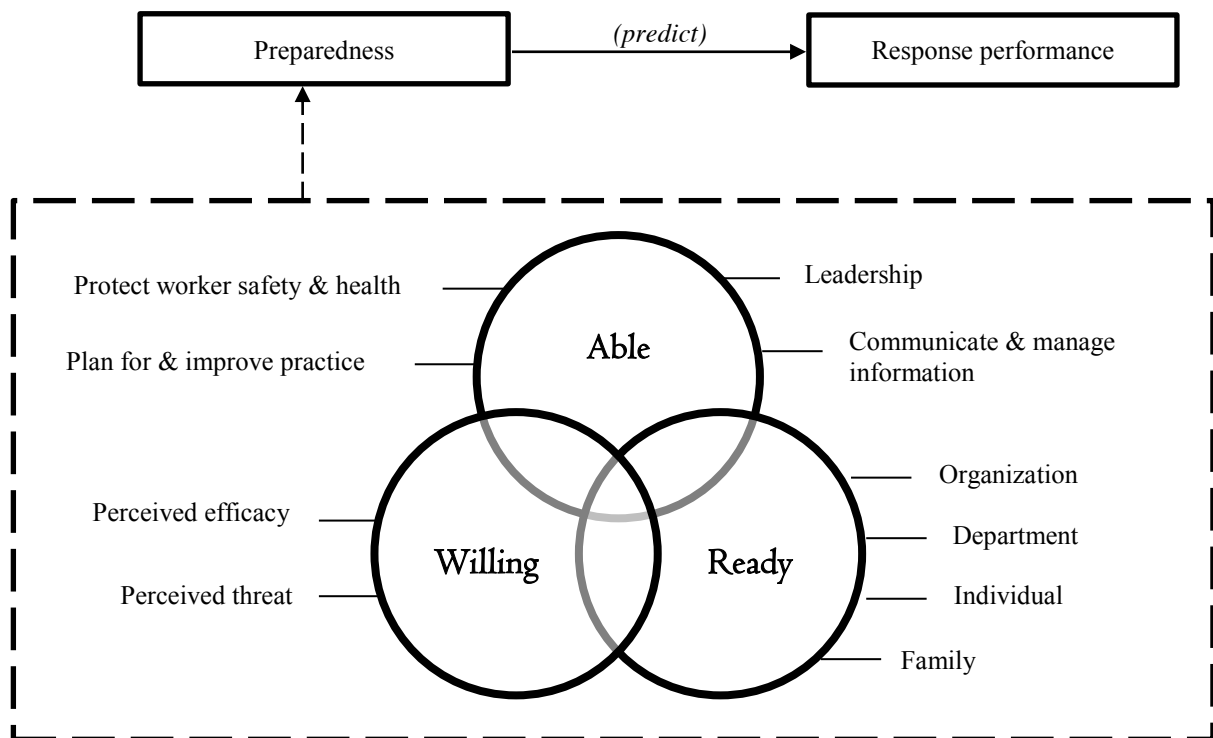 Preparedness
(predict)
Response performance
Protect worker safety & health
Leadership
Plan for & improve practice
Able
Communicate & manage
information
Perceived efficacy
Perceived threat
Willing
Ready
Organization
Department
Individual
Family